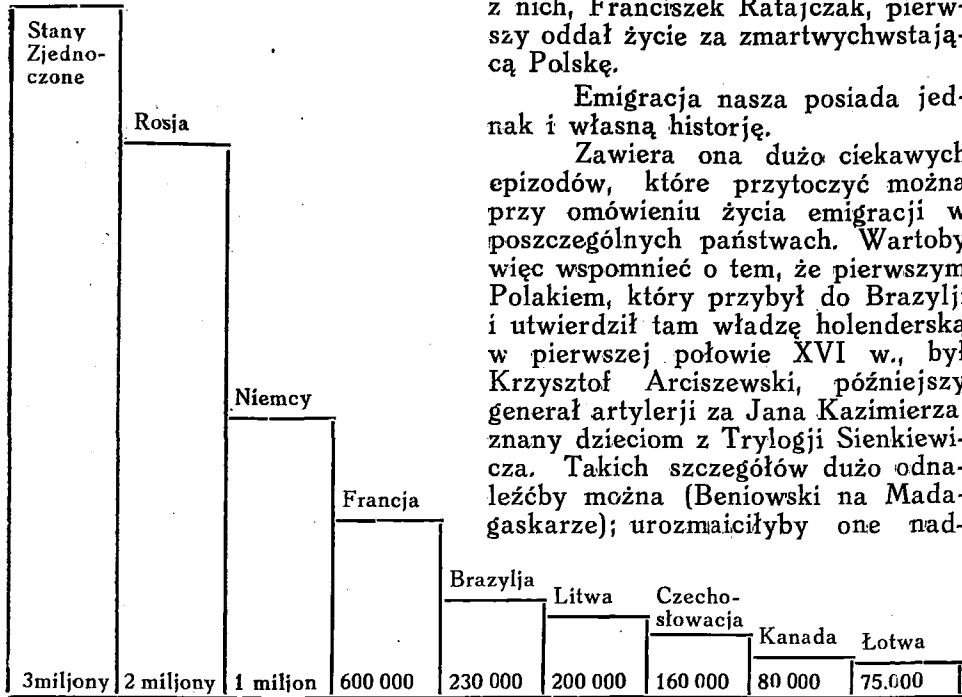 z nich, Franciszek Ratajczak, pierw-
szy oddał życie za zmartwychwstają-
cą Polskę.
Emigracja nasza posiada jed-
nak i własną historję.
Zawiera ona dużo ciekawych
epizodów, które przytoczyć można
przy omówieniu życia emigracji w
poszczególnych państwach. Wartoby
więc wspomnieć o tem, że pierwszym
Polakiem, który przybył do Brazylji
i utwierdził tam władzę holenderską
w pierwszej połowie XVI w., był
Krzysztof Arciszewski, późniejszy
generał artylerji za Jana Kazimierza
znany dzieciom z Trylogji Sienkiewi-
cza. Takich szczegółów dużo odna-
leźćby można (Beniowski na Mada-
gaskarze); urozmaiciłyby one nad-
Stany
Zjedno-
czone
Rosja
Niemcy
Francja
Brazylja
Litwa
Czecho-
słowacja
Kanada
Łotwa
3miljony
2 miljony
1 miljon
600 000
230 000
200 000
160 000
80 000
75.000